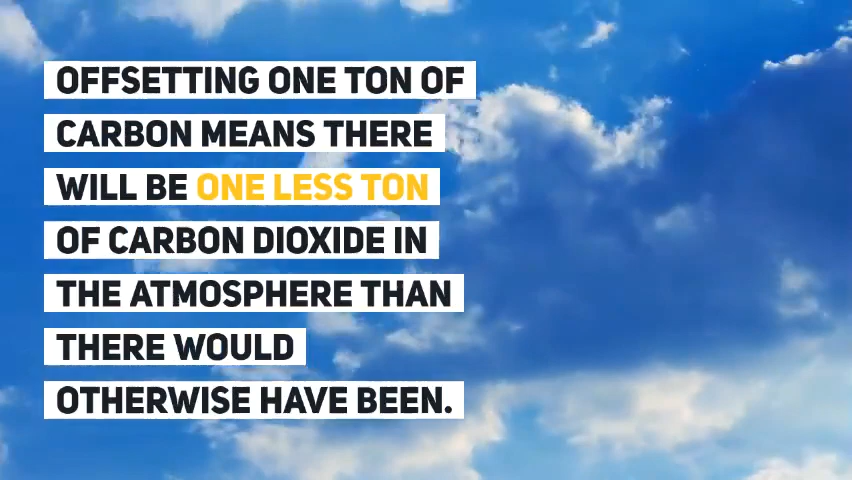 OFFSETTING ONE TON OF
CARBON MEANS THERE
WILL BE ONE LESS TON
OF CARBON DIOXIDE IN
THE ATMOSPHERE THAN
THERE WOULD
OTHERWISE HAVE BEEN.